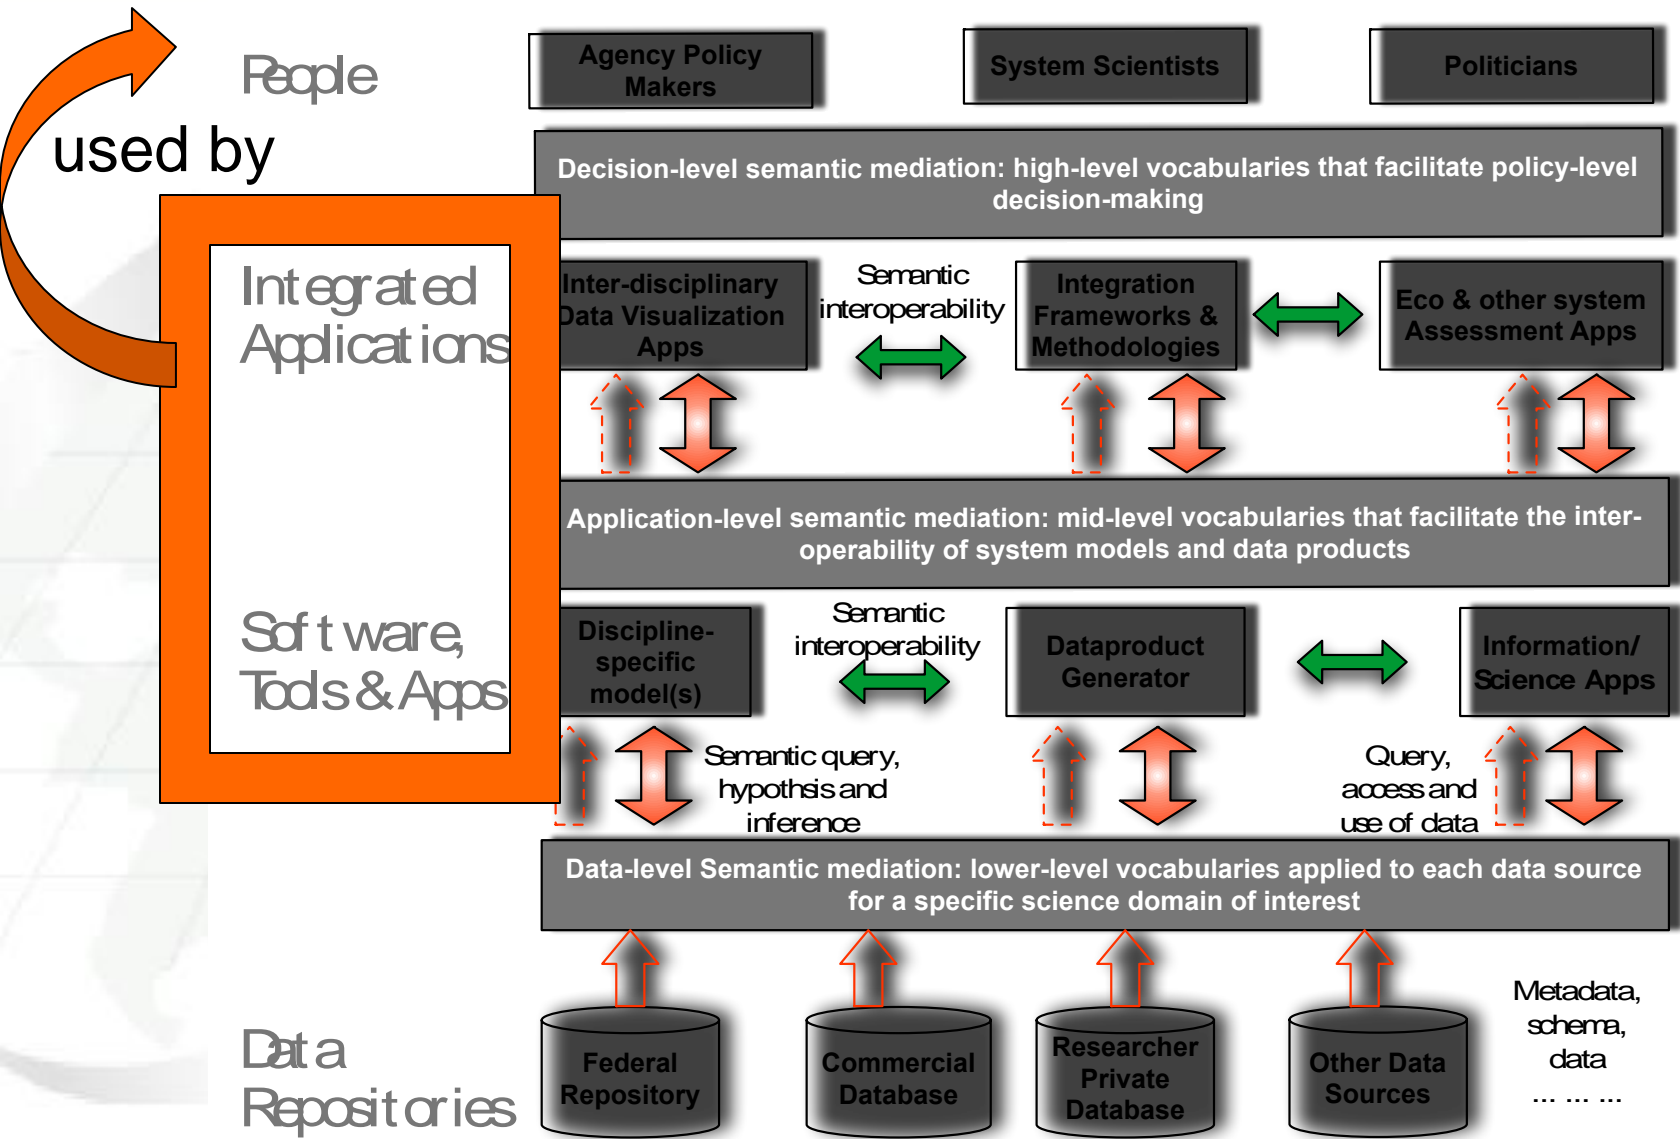 People
Agency Policy
Makers
System Scientists
Politicians
used by
Decision-level semantic mediation: high-level vocabularies that facilitate policy-level
decision-making
Integrated
Applications
Inter-disciplinary
Data Visualization
Apps
Semantic
interoperability
Integration
Frameworks &
Methodologies
Eco & other system
Assessment Apps
Application-level semantic mediation: mid-level vocabularies that facilitate the inter-
operability of system models and data products
Software,
Tools & Apps
Discipline-
specific
model(s)
Semantic
interoperability
Dataproduct
Generator
Information/
Science Apps
Semantic query,
hypothsis and
inference
Query,
access and
use of data
Data-level Semantic mediation: lower-level vocabularies applied to each data source
for a specific science domain of interest
Data
Repositories
Federal
Repository
Commercial
Database
Researcher
Private
Database
Other Data
Sources
Metadata,
schema,
data
... ... ...